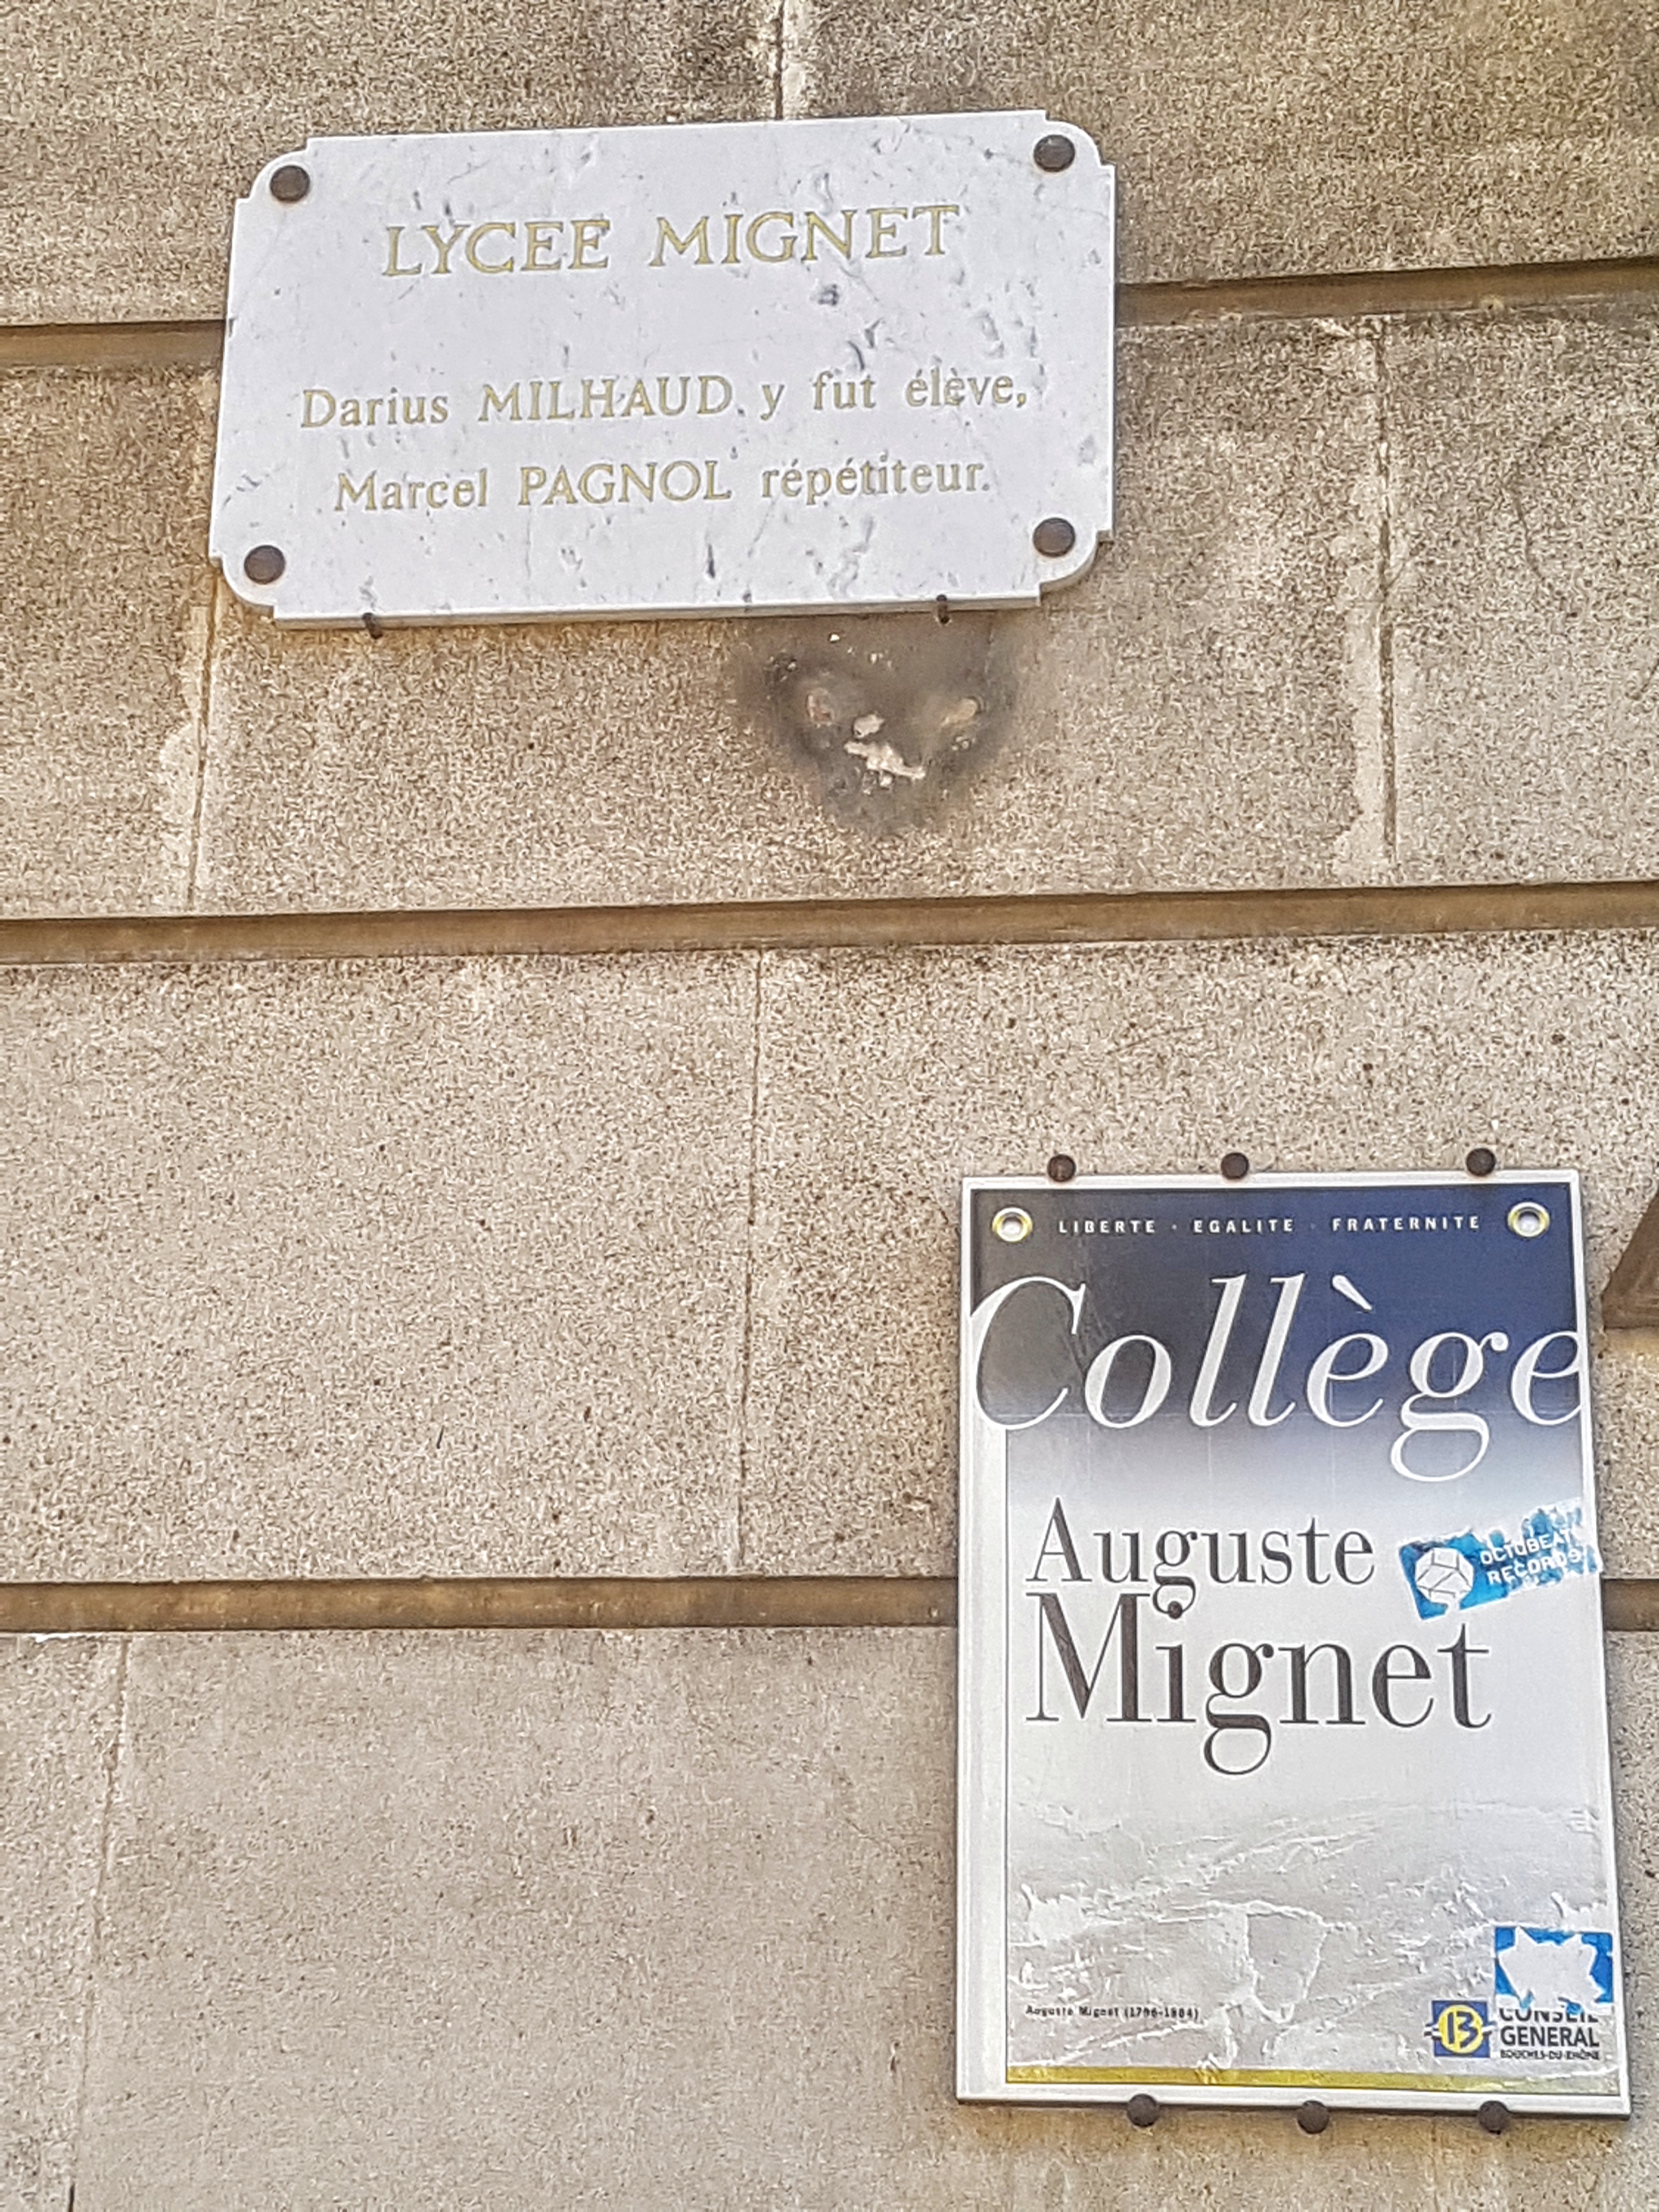 LYCEE MIGNET
Darius MILHAUD y fut élève,
Marcel PAGNOL répétiteur.
LIBERTE · EGALITE · FRATERNITE
Collège
Auguste
OCTOBEAT
RECORDS
Mignet
Auguste Mignet (1796-1884)
13
CONSEIL
GENERAL
BOUCHES-DU-RHÔNE